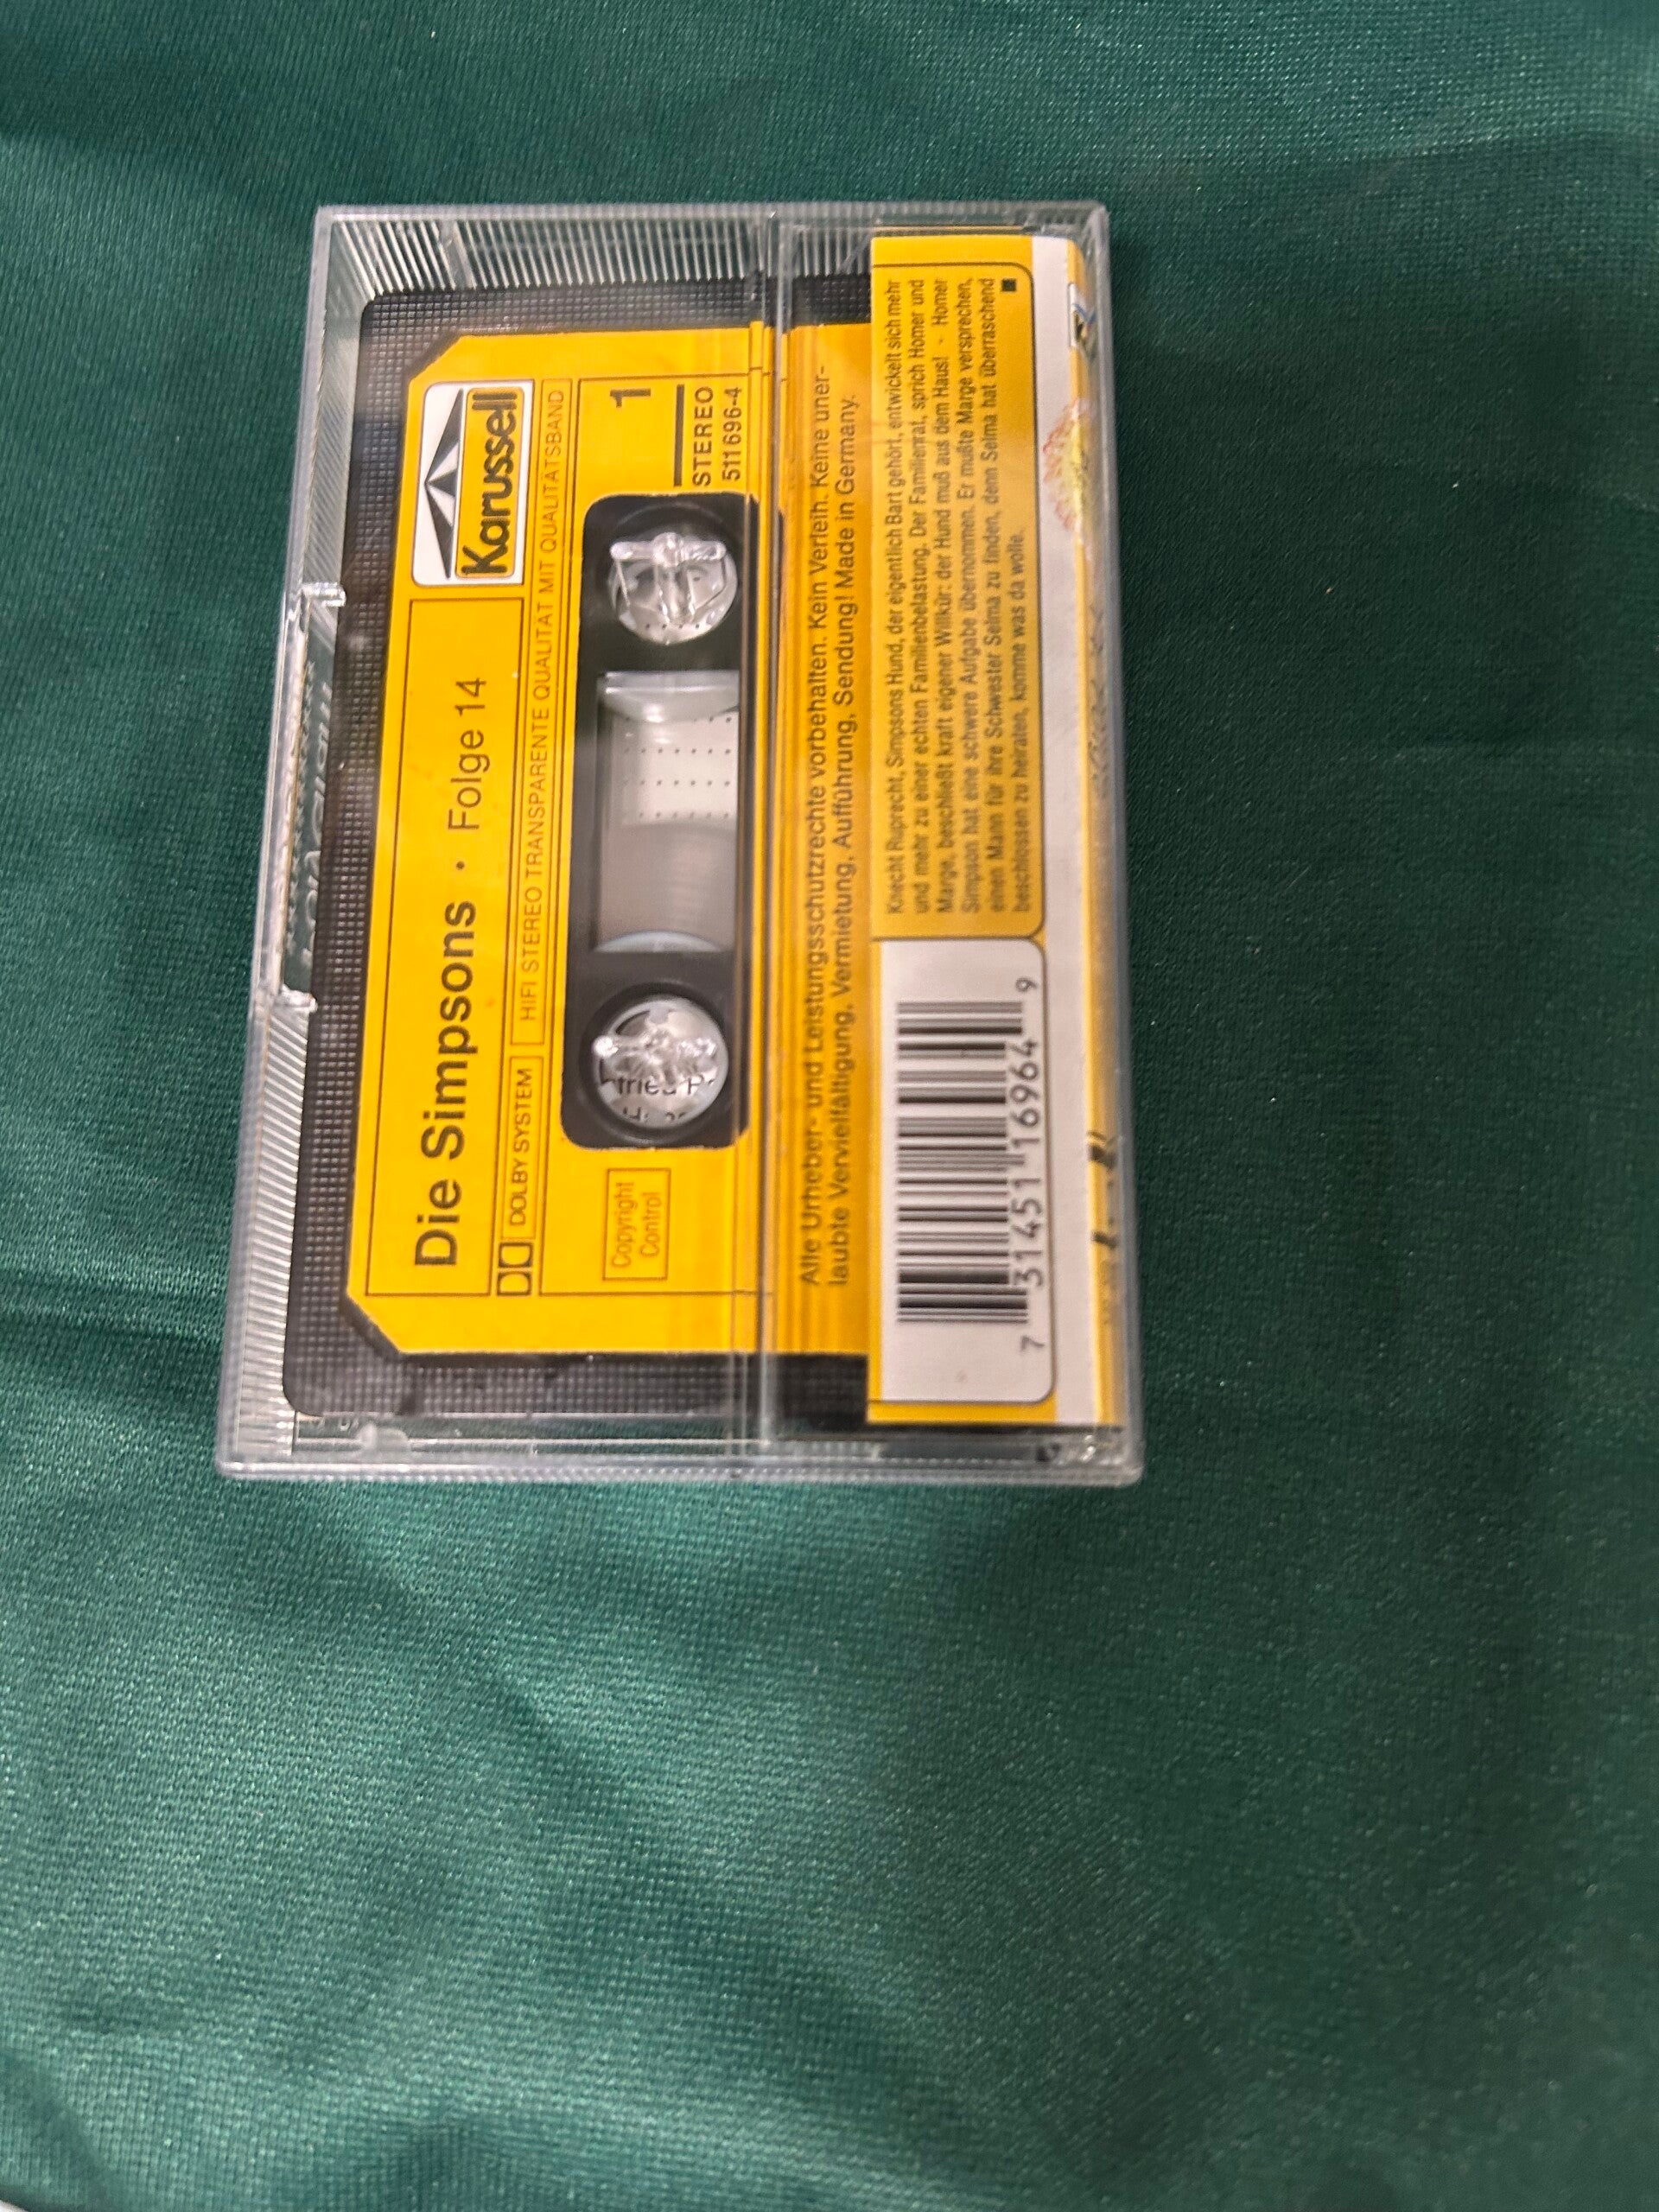 Karussell
Die Simpsons · Folge 14
DOLBY SYSTEM
HIFI STEREO TRANSPARENTE QUALITÄT MIT QUALITÄTSBAND
1
STEREO
511 696-4
Copyright
Control
Alle Urheber- und Leistungsschutzrechte vorbehalten. Kein Verleih. Keine uner-
laubte Vervielfältigung, Vermietung, Aufführung, Sendung! Made in Germany.
Knecht Ruprecht, Simpsons Hund, der eigentlich Bart gehört, entwickelt sich mehr
und mehr zu einer echten Familienbelastung. Der Familienrat, sprich Homer und
Marge, beschließt kraft eigener Willkür: der Hund muß aus dem Haus! - Homer
Simpson hat eine schwere Aufgabe übernommen. Er mußte Marge versprechen,
einen Mann für ihre Schwester Selma zu finden, denn Selma hat überraschend
beschlossen zu heiraten, komme was da wolle.
7 31451 16964 9